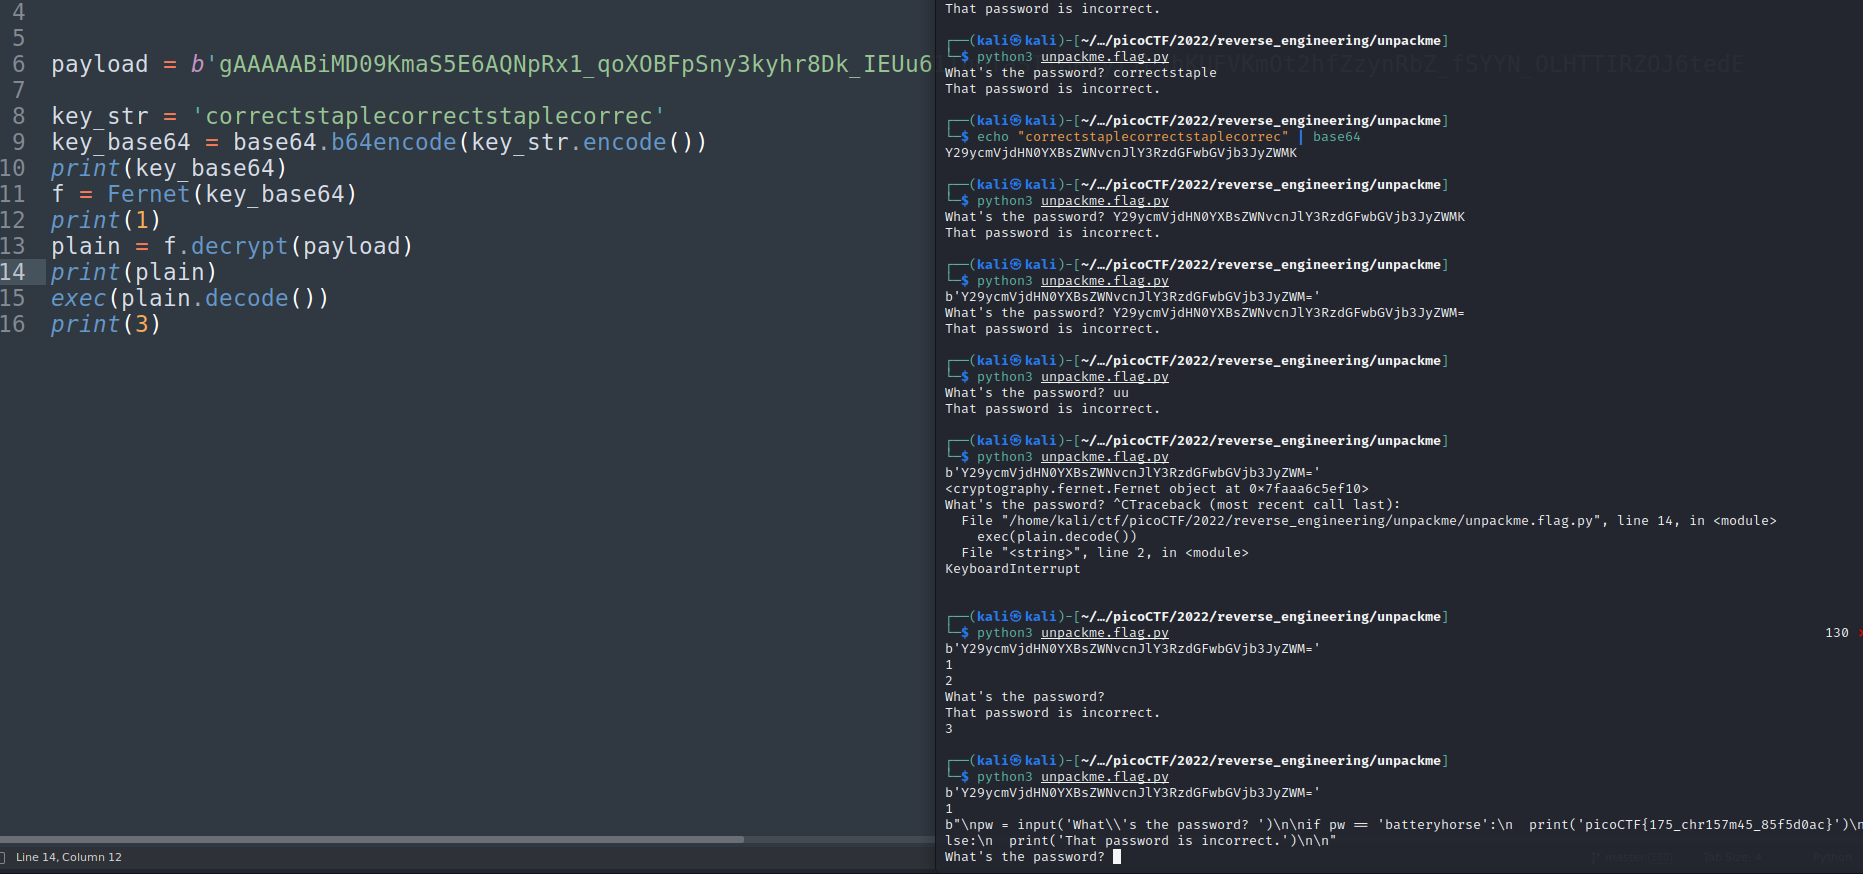 4
5
6 payload = b'gAAAAABiMD09KmaS5E6AQNpRx1_qoXOBFpSny3kyhr8Dk_IEUu6
7
8 key_str = 'correctstaplecorrectstaplecorrec'
9 key_base64 = base64.b64encode(key_str.encode())
10 print(key_base64)
11 f = Fernet(key_base64)
12 print(1)
13 plain = f.decrypt(payload)
14 print(plain)
15 exec(plain.decode())
16 print(3)
Line 14, Column 12
That password is incorrect.
┌──(kali㉿kali)-[~/…/picoCTF/2022/reverse_engineering/unpackme]
└─$ python3 unpackme.flag.py
What's the password? correctstaple
That password is incorrect.
┌──(kali㉿kali)-[~/…/picoCTF/2022/reverse_engineering/unpackme]
└─$ echo "correctstaplecorrectstaplecorrec" | base64
Y29ycmVjdHN0YXBsZWNvcnJlY3RzdGFwbGVjb3JyZWMK
┌──(kali㉿kali)-[~/…/picoCTF/2022/reverse_engineering/unpackme]
└─$ python3 unpackme.flag.py
What's the password? Y29ycmVjdHN0YXBsZWNvcnJlY3RzdGFwbGVjb3JyZWMK
That password is incorrect.
┌──(kali㉿kali)-[~/…/picoCTF/2022/reverse_engineering/unpackme]
└─$ python3 unpackme.flag.py
b'Y29ycmVjdHN0YXBsZWNvcnJlY3RzdGFwbGVjb3JyZWM='
What's the password? Y29ycmVjdHN0YXBsZWNvcnJlY3RzdGFwbGVjb3JyZWM=
That password is incorrect.
┌──(kali㉿kali)-[~/…/picoCTF/2022/reverse_engineering/unpackme]
└─$ python3 unpackme.flag.py
What's the password? uu
That password is incorrect.
┌──(kali㉿kali)-[~/…/picoCTF/2022/reverse_engineering/unpackme]
└─$ python3 unpackme.flag.py
b'Y29ycmVjdHN0YXBsZWNvcnJlY3RzdGFwbGVjb3JyZWM='
<cryptography.fernet.Fernet object at 0×7faaa6c5ef10>
What's the password? ^CTraceback (most recent call last):
File "/home/kali/ctf/picoCTF/2022/reverse_engineering/unpackme/unpackme.flag.py", line 14, in <module>
exec(plain.decode())
File "<string>", line 2, in <module>
KeyboardInterrupt
┌──(kali㉿kali)-[~/…/picoCTF/2022/reverse_engineering/unpackme]
└─$ python3 unpackme.flag.py 130
b'Y29ycmVjdHN0YXBsZWNvcnJlY3RzdGFwbGVjb3JyZWM='
1
2
What's the password?
That password is incorrect.
3
┌──(kali㉿kali)-[~/…/picoCTF/2022/reverse_engineering/unpackme]
└─$ python3 unpackme.flag.py
b'Y29ycmVjdHN0YXBsZWNvcnJlY3RzdGFwbGVjb3JyZWM='
1
b"\npw = input('What\\'s the password? ')\n\nif pw == 'batteryhorse':\n  print('picoCTF{175_chr157m45_85f5d0ac}')\n
lse:\n  print('That password is incorrect.')\n\n"
What's the password?